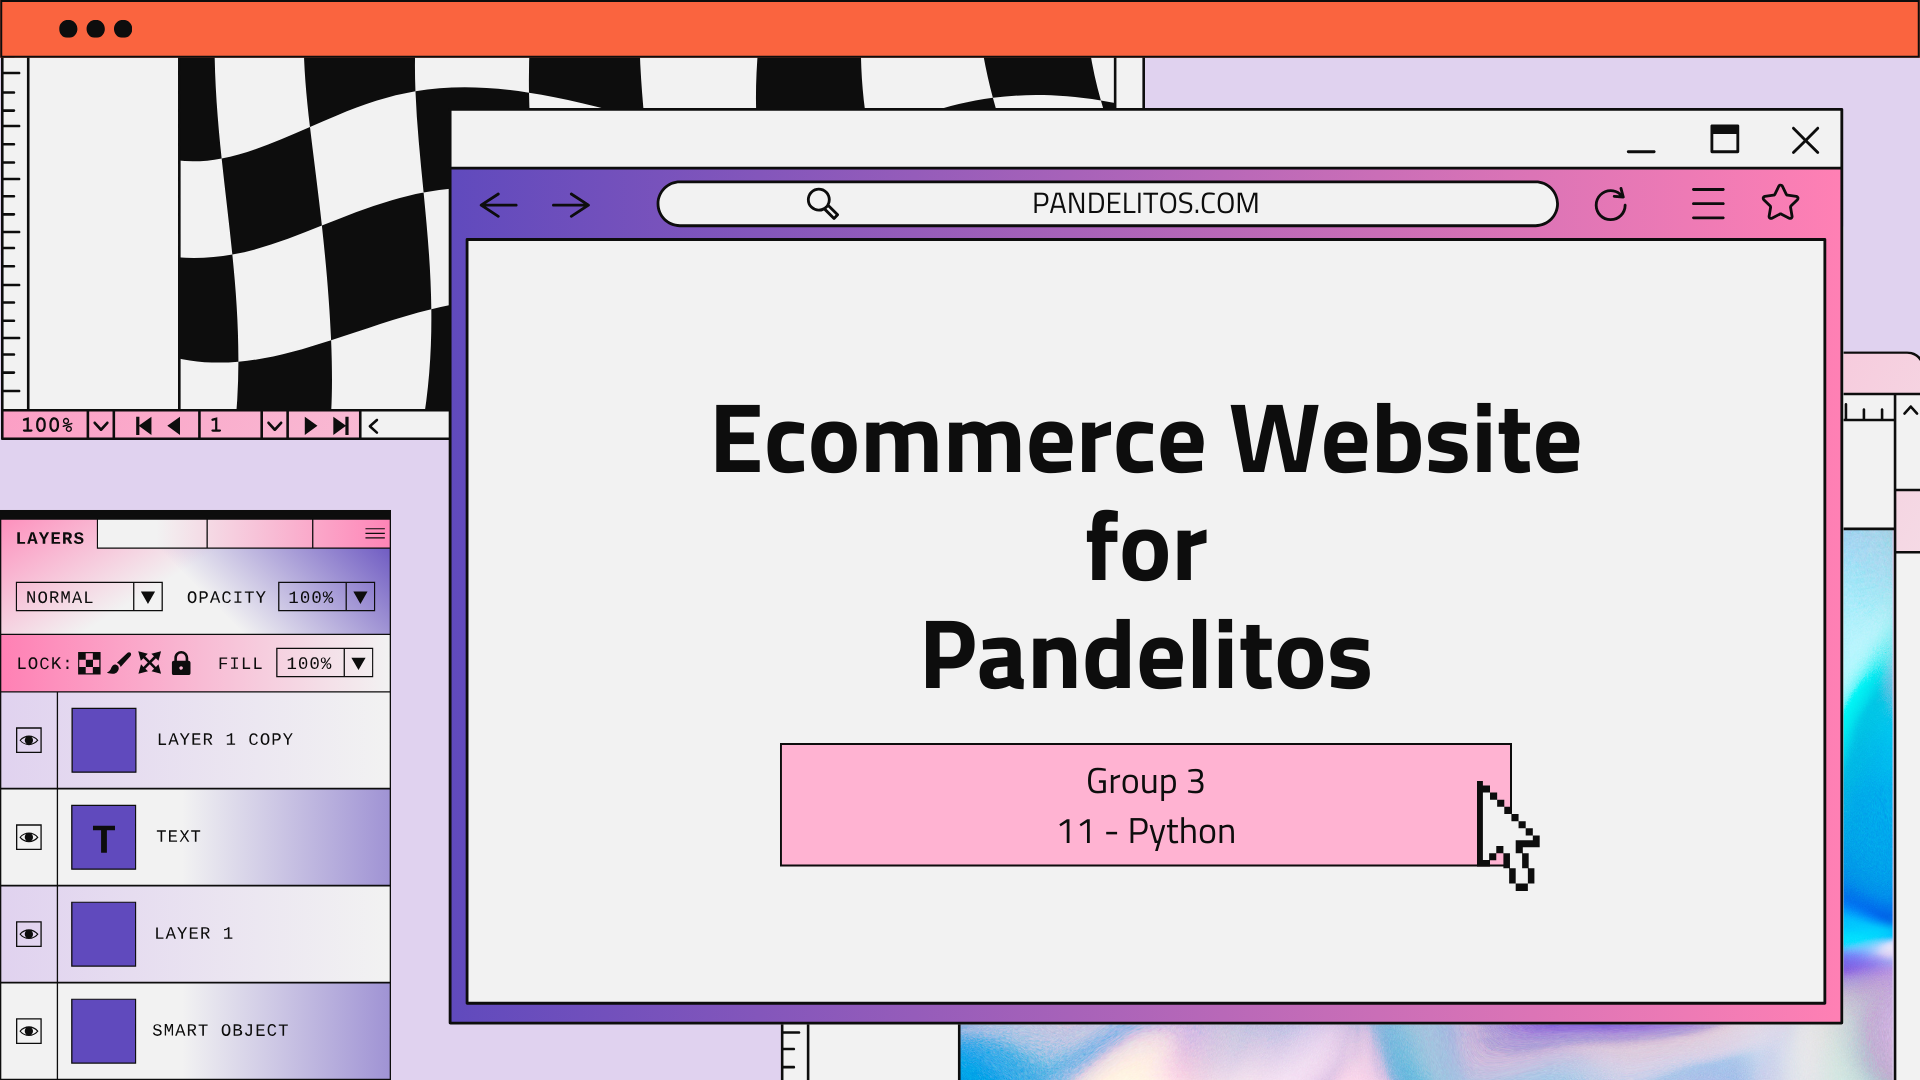 PANDELITOS.COM
Ecommerce Website
for
Pandelitos
Group 3
11 - Python
100%
1
LAYERS
NORMAL
OPACITY
100%
LOCK:
FILL
100%
LAYER 1 COPY
T
TEXT
LAYER 1
SMART OBJECT